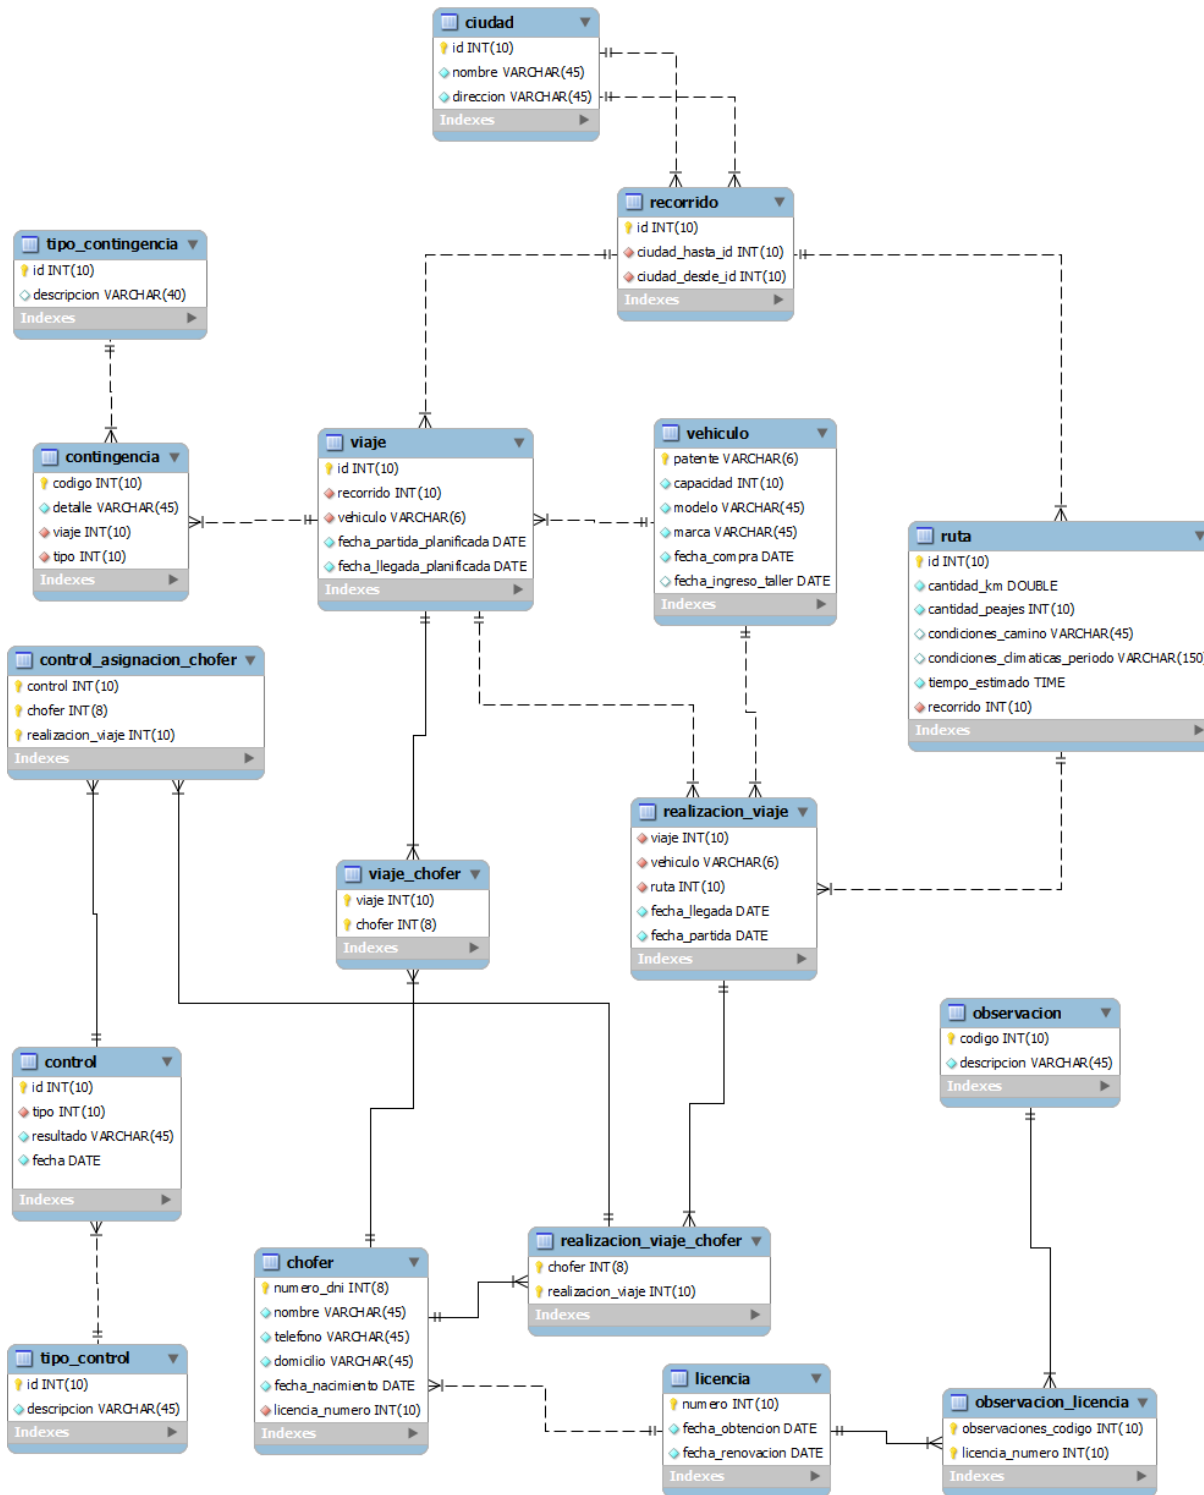 ciudad
id INT(10)
nombre VARCHAR(45)
direccion VARCHAR(45)
Indexes
recorrido
id INT(10)
ciudad_hasta_id INT(10)
ciudad_desde_id INT(10)
Indexes
tipo_contingencia
id INT(10)
descripcion VARCHAR(40)
Indexes
contingencia
codigo INT(10)
detalle VARCHAR(45)
viaje INT(10)
tipo INT(10)
Indexes
viaje
id INT(10)
recorrido INT(10)
vehiculo VARCHAR(6)
fecha_partida_planificada DATE
fecha_llegada_planificada DATE
Indexes
vehiculo
patente VARCHAR(6)
capacidad INT(10)
modelo VARCHAR(45)
marca VARCHAR(45)
fecha_compra DATE
fecha_ingreso_taller DATE
Indexes
ruta
id INT(10)
cantidad_km DOUBLE
cantidad_peajes INT(10)
condiciones_camino VARCHAR(45)
condiciones_climaticas_periodo VARCHAR(150)
tiempo_estimado TIME
recorrido INT(10)
Indexes
control_asignacion_chofer
control INT(10)
chofer INT(8)
realizacion_viaje INT(10)
Indexes
realizacion_viaje
viaje INT(10)
vehiculo VARCHAR(6)
ruta INT(10)
fecha_llegada DATE
fecha_partida DATE
Indexes
viaje_chofer
viaje INT(10)
chofer INT(8)
Indexes
observacion
codigo INT(10)
descripcion VARCHAR(45)
Indexes
control
id INT(10)
tipo INT(10)
resultado VARCHAR(45)
fecha DATE
Indexes
realizacion_viaje_chofer
chofer INT(8)
realizacion_viaje INT(10)
Indexes
chofer
numero_dni INT(8)
nombre VARCHAR(45)
telefono VARCHAR(45)
domicilio VARCHAR(45)
fecha_nacimiento DATE
licencia_numero INT(10)
Indexes
tipo_control
id INT(10)
descripcion VARCHAR(45)
Indexes
licencia
numero INT(10)
fecha_obtencion DATE
fecha_renovacion DATE
Indexes
observacion_licencia
observaciones_codigo INT(10)
licencia_numero INT(10)
Indexes